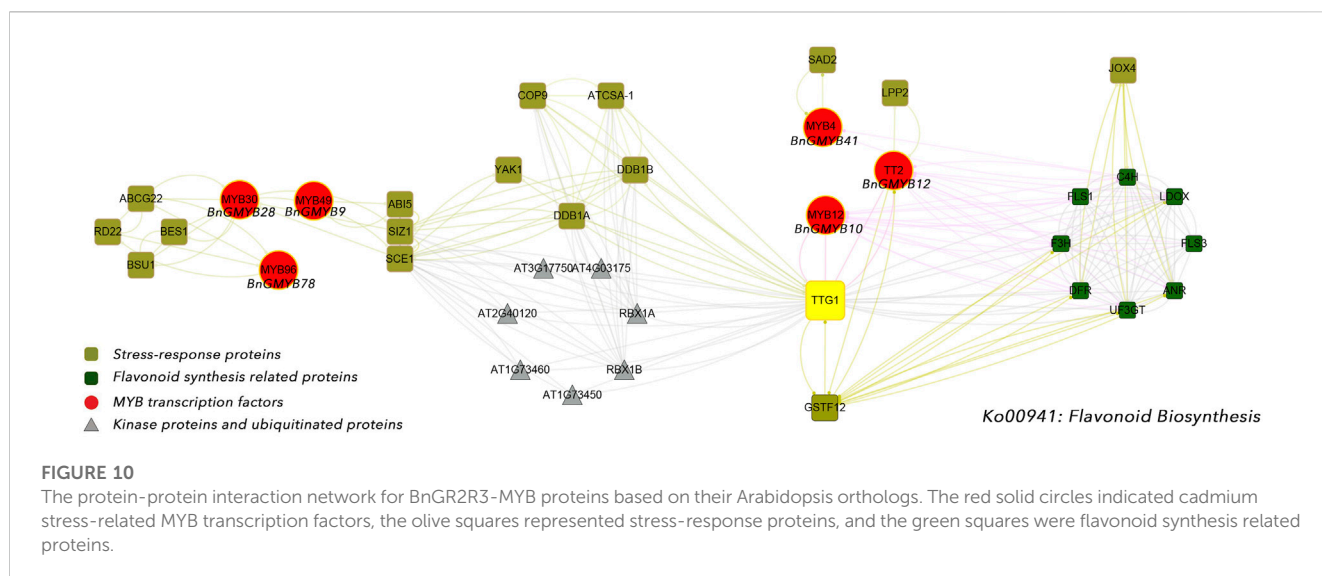 SAD2
JOX4
COP9
ATCSA-1
LPP2
MYB4
BnGMYB41
YAK1
DDB1B
TT2
BnGMYB12
C4H
FLS1
LDOX
ABCG22
MYB30
BnGMYB28
MYB49
BnGMYB9
ABI5
SIZ1
SCE1
DDB1A
MYB12
BnGMYB10
RD22
BES1
BSU1
F3H
FLS3
MYB96
BnGMYB78
AT3G17750
AT4G03175
TTG1
DFR
ANR
UF3GT
AT2G40120
RBX1A
AT1G73460
RBX1B
AT1G73450
GSTF12
Stress-response proteins
Flavonoid synthesis related proteins
MYB transcription factors
Kinase proteins and ubiquitinated proteins
Ko00941: Flavonoid Biosynthesis
FIGURE 10
The protein-protein interaction network for BnGR2R3-MYB proteins based on their Arabidopsis orthologs. The red solid circles indicated cadmium
stress-related MYB transcription factors, the olive squares represented stress-response proteins, and the green squares were flavonoid synthesis related
proteins.